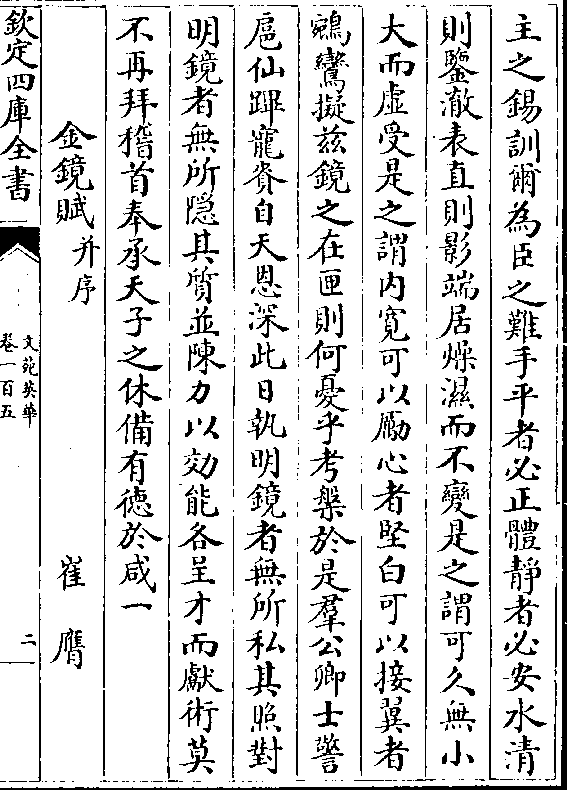 主之錫訓爾為臣之難手平者必正體靜者必安水清
則鑒澈表直則影端居燥濕而不變是之謂可久無小
大而虛受是之謂内寛可以勵心者堅白可以接翼者
鵷鸞擬兹鏡之在匣則何憂乎考槃於是羣公卿士警
扈仙蹕寵賚自天恩深此日執明鏡者無所私其照對
明鏡者無所隠其質並陳力以効能各呈才而獻術莫
不再拜稽首奉承天子之休備有德於咸一
金鏡賦并序 崔膺
欽定四庫全書
文苑英華
卷一百五
二